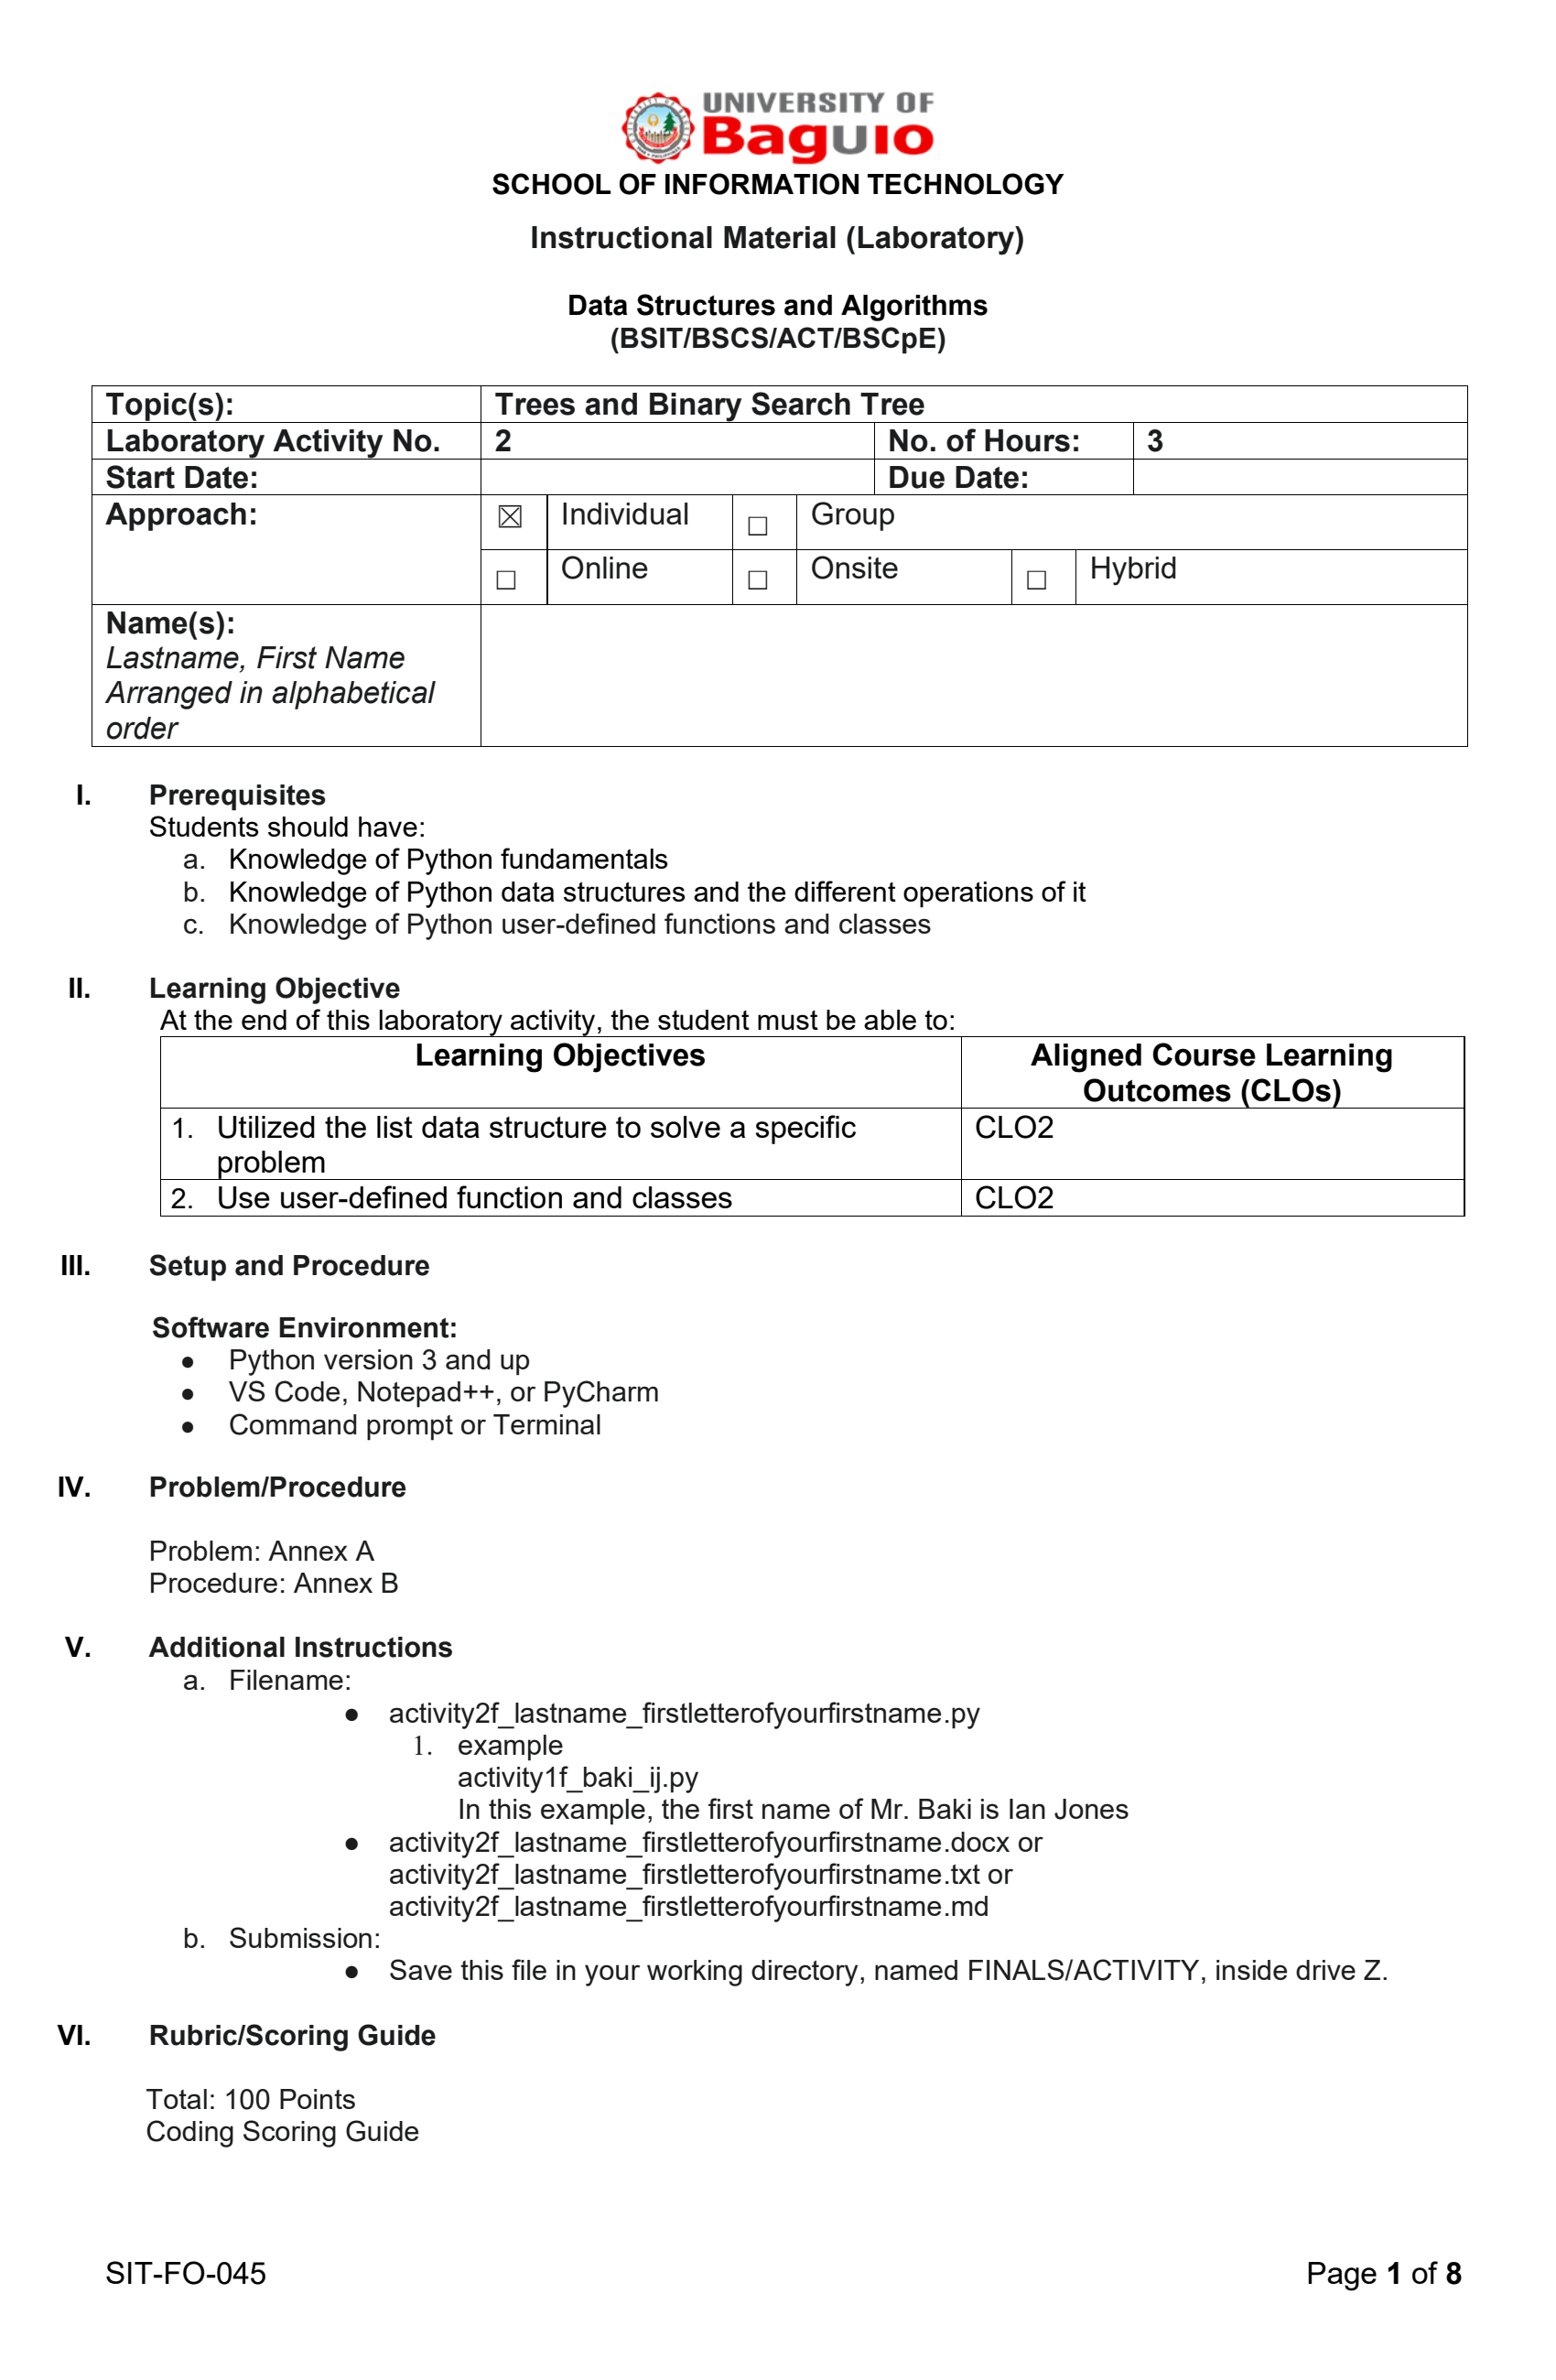 UNIVERSITY OF
Baguio
SCHOOL OF INFORMATION TECHNOLOGY
Instructional Material (Laboratory)
Data Structures and Algorithms
(BSIT/BSCS/ACT/BSCpE)
Topic(s): Trees and Binary Search Tree
Laboratory Activity No. 2 No. of Hours: 3
Start Date: Due Date:
Approach: ☒ Individual ☐ Group
☐ Online ☐ Onsite ☐ Hybrid
Name(s):
Lastname, First Name
Arranged in alphabetical
order
I. Prerequisites
Students should have:
a. Knowledge of Python fundamentals
b. Knowledge of Python data structures and the different operations of it
c. Knowledge of Python user-defined functions and classes
II. Learning Objective
At the end of this laboratory activity, the student must be able to:
Learning Objectives Aligned Course Learning
Outcomes (CLOs)
1. Utilized the list data structure to solve a specific CLO2
problem
2. Use user-defined function and classes CLO2
III. Setup and Procedure
Software Environment:
● Python version 3 and up
● VS Code, Notepad++, or PyCharm
● Command prompt or Terminal
IV. Problem/Procedure
Problem: Annex A
Procedure: Annex B
V. Additional Instructions
a. Filename:
● activity2f_lastname_firstletterofyourfirstname.py
1. example
activity1f_baki_ij.py
In this example, the first name of Mr. Baki is Ian Jones
● activity2f_lastname_firstletterofyourfirstname.docx or
activity2f_lastname_firstletterofyourfirstname.txt or
activity2f_lastname_firstletterofyourfirstname.md
b. Submission:
● Save this file in your working directory, named FINALS/ACTIVITY, inside drive Z.
VI. Rubric/Scoring Guide
Total: 100 Points
Coding Scoring Guide
SIT-FO-045 Page 1 of 8